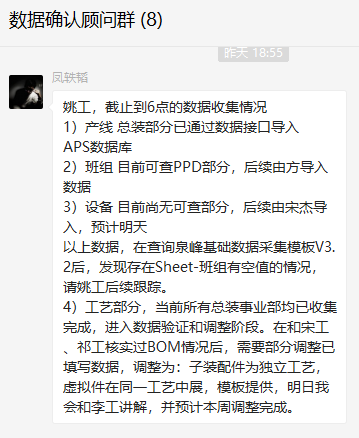 数据确认顾问群 (8)
昨天 18:55
凤轶韬
姚工，截止到6点的数据收集情况
1）产线 总装部分已通过数据接口导入
APS数据库
2）班组 目前可查PPD部分，后续由方导入
数据
3）设备 目前尚无可查部分，后续由宋杰导
入，预计明天
以上数据，在查询泉峰基础数据采集模板V3.
2后，发现存在Sheet-班组有空值的情况，
请姚工后续跟踪。
4）工艺部分，当前所有总装事业部均已收集
完成，进入数据验证和调整阶段。在和宋工
、祁工核实过BOM情况后，需要部分调整已
填写数据，调整为：子装配件为独立工艺，
虚拟件在同一工艺中展，模板提供，明日我
会和李工讲解，并预计本周调整完成。